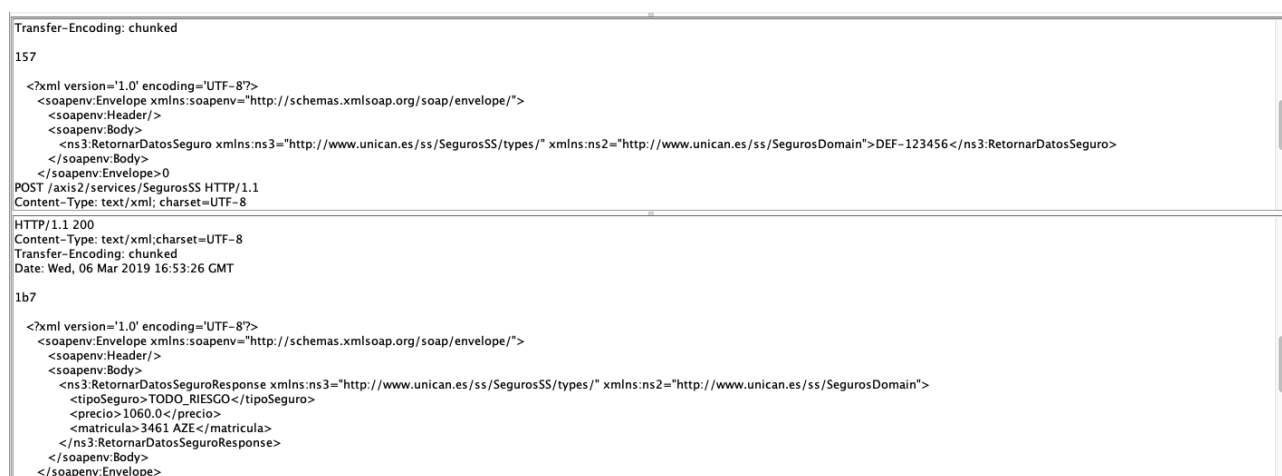 Transfer-Encoding: chunked
157
<?xml version='1.0' encoding='UTF-8'?>
<soapenv:Envelope xmlns:soapenv="http://schemas.xmlsoap.org/soap/envelope/">
<soapenv:Header/>
<soapenv:Body>
<ns3:RetornarDatosSeguro xmlns:ns3="http://www.unican.es/ss/SegurosSS/types/" xmlns:ns2="http://www.unican.es/ss/SegurosDomain">DEF-123456</ns3:RetornarDatosSeguro>
</soapenv:Body>
</soapenv:Envelope>0
POST /axis2/services/SegurosSS HTTP/1.1
Content-Type: text/xml; charset=UTF-8
HTTP/1.1 200
Content-Type: text/xml;charset=UTF-8
Transfer-Encoding: chunked
Date: Wed, 06 Mar 2019 16:53:26 GMT
1b7
<?xml version='1.0' encoding='UTF-8'?>
<soapenv:Envelope xmlns:soapenv="http://schemas.xmlsoap.org/soap/envelope/">
<soapenv:Header/>
<soapenv:Body>
<ns3:RetornarDatosSeguroResponse xmlns:ns3="http://www.unican.es/ss/SegurosSS/types/" xmlns:ns2="http://www.unican.es/ss/SegurosDomain">
<tipoSeguro>TODO_RIESGO</tipoSeguro>
<precio>1060.0</precio>
<matricula>3461 AZE</matricula>
</ns3:RetornarDatosSeguroResponse>
</soapenv:Body>
</soapenv:Envelope>